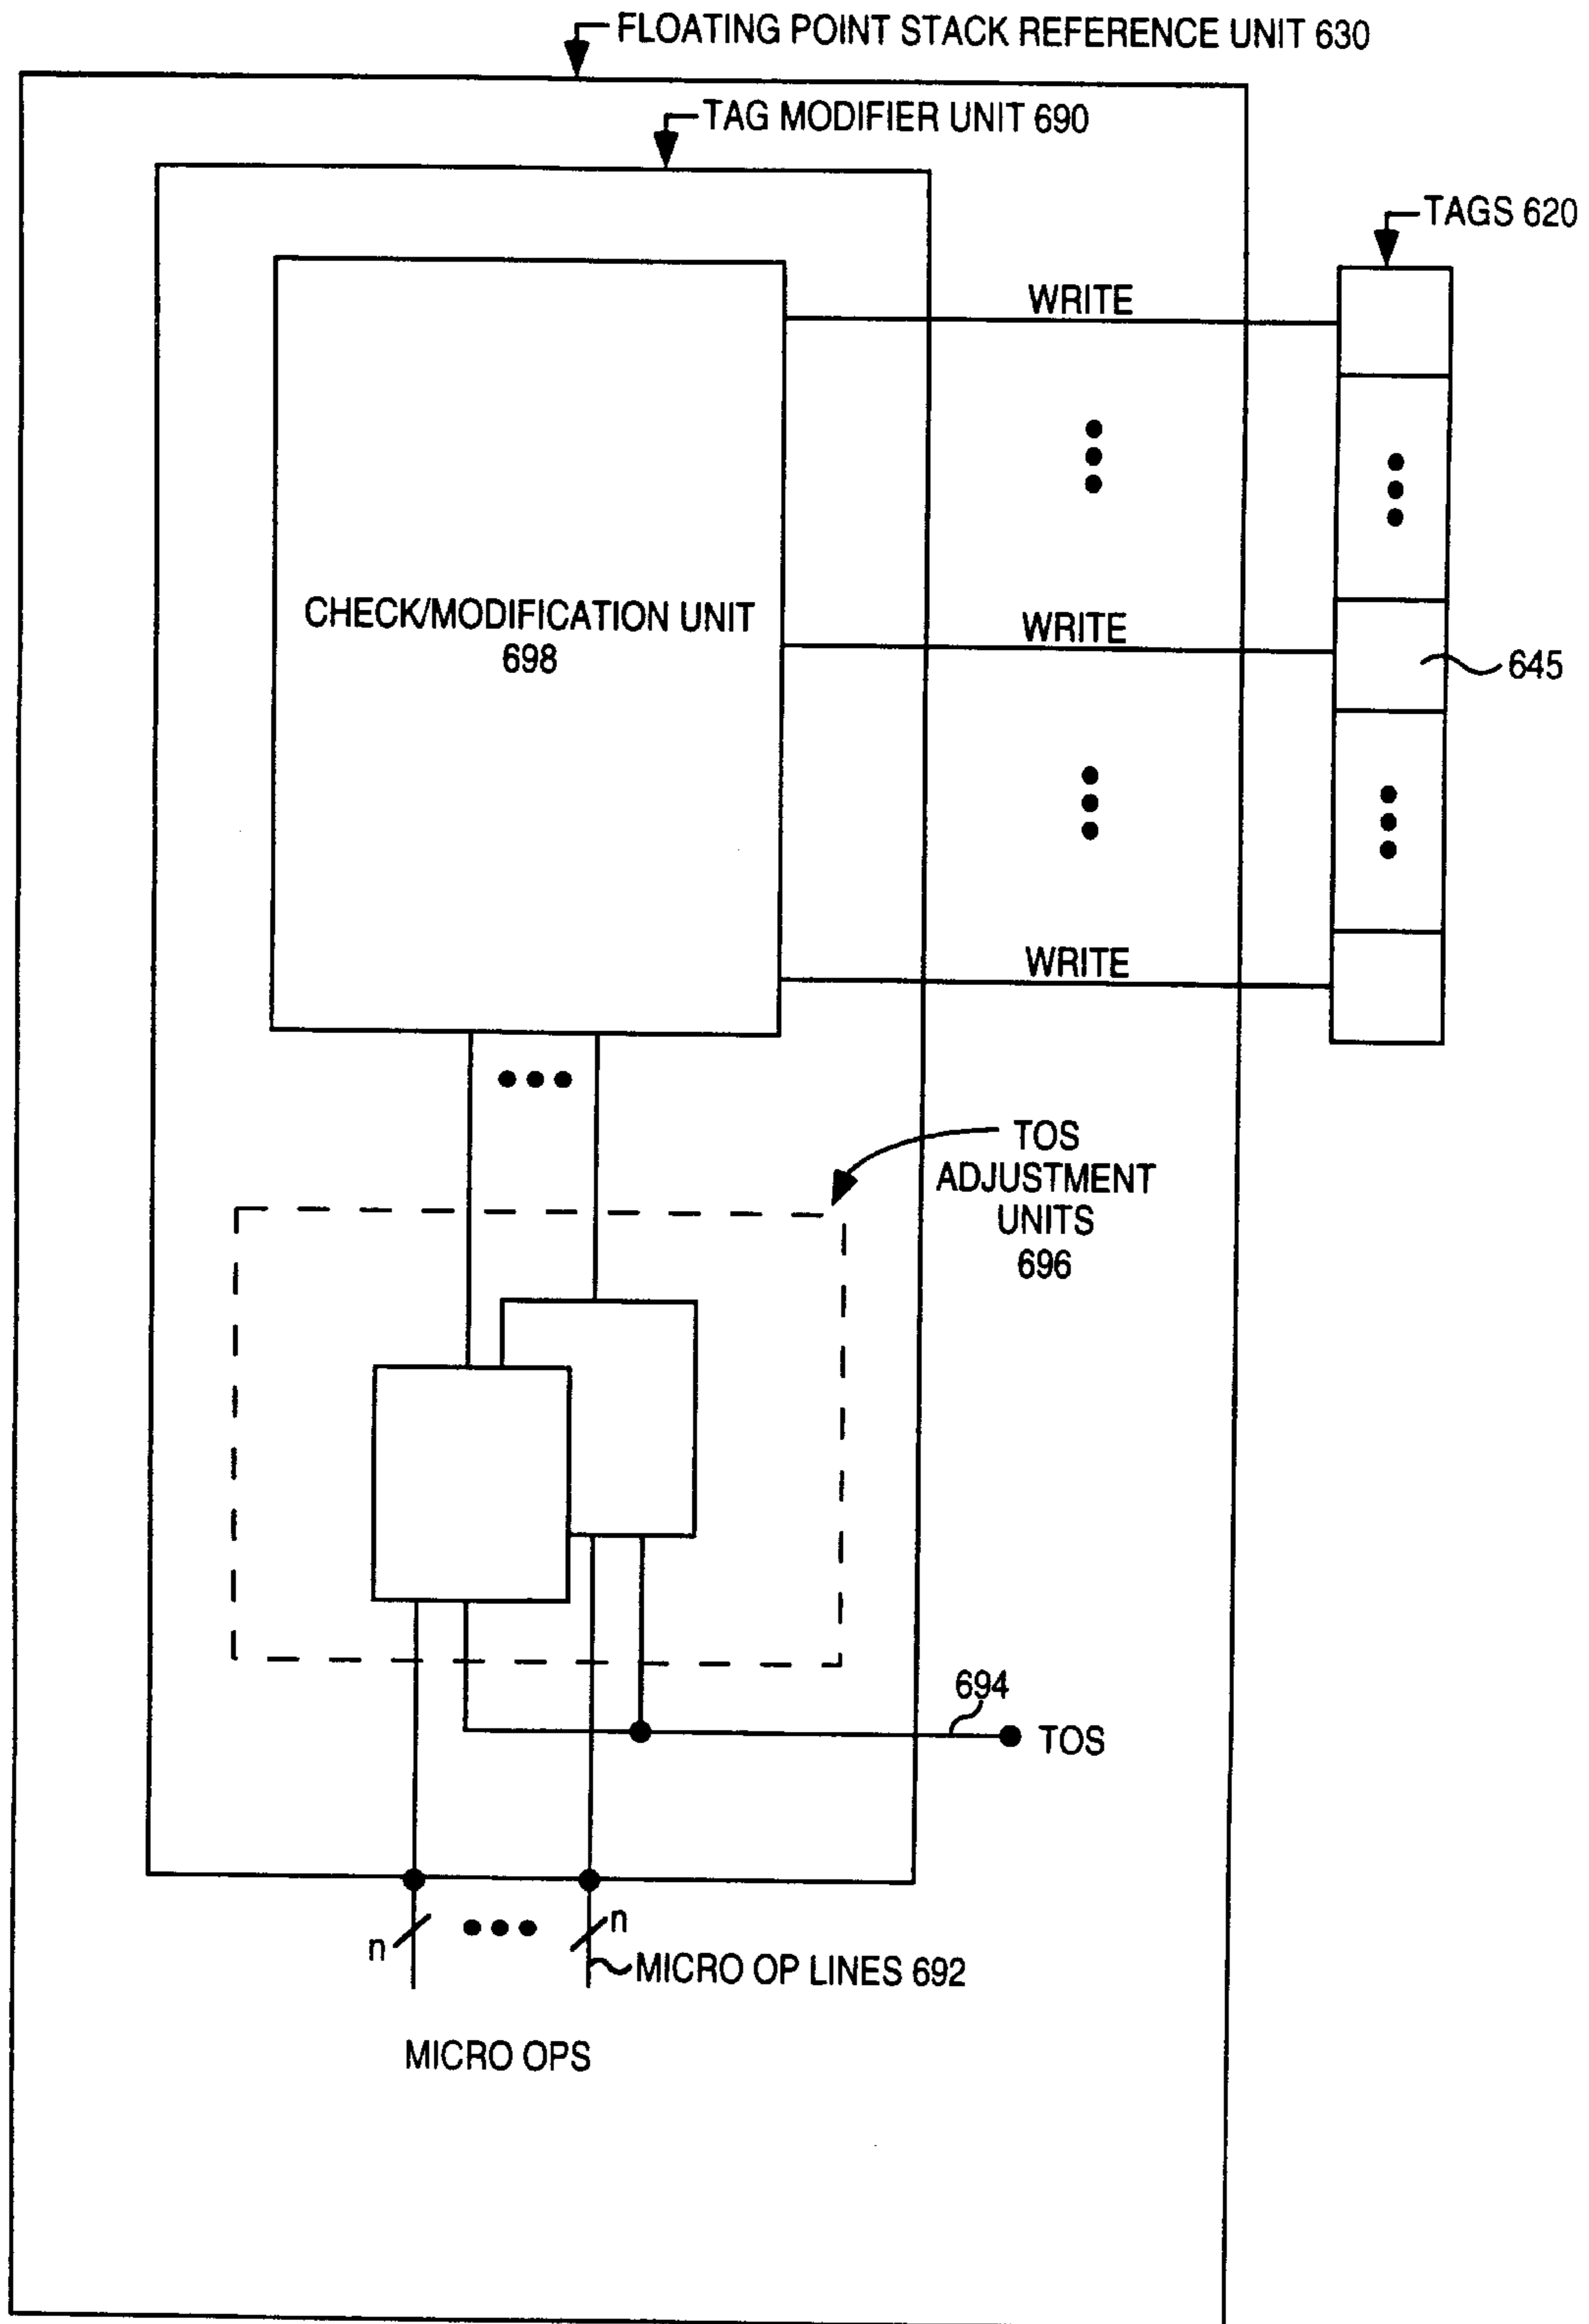 FLOATING POINT STACK REFERENCE UNIT 630
TAG MODIFIER UNIT 690
TAGS 620
WRITE
CHECK/MODIFICATION UNIT
698
WRITE
645
WRITE
TOS
ADJUSTMENT
UNITS
696
694
TOS
n
n
MICRO OP LINES 692
MICRO OPS